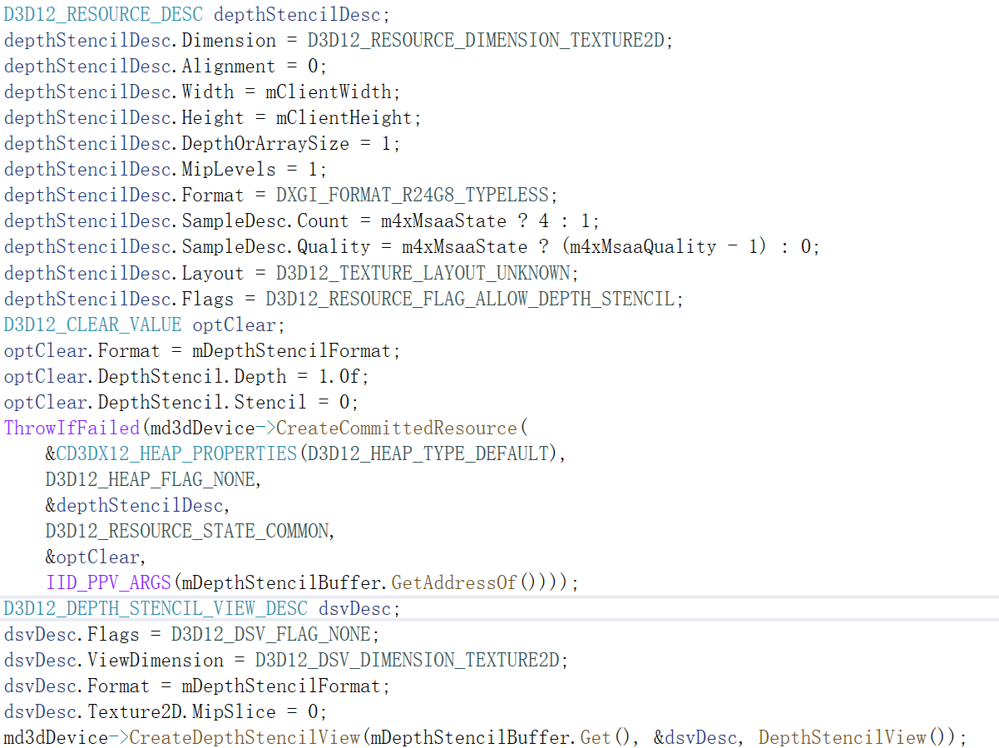 D3D12_RESOURCE_DESC depthStencilDesc;
depthStencilDesc.Dimension = D3D12_RESOURCE_DIMENSION_TEXTURE2D;
depthStencilDesc.Alignment = 0;
depthStencilDesc.Width = mClientWidth;
depthStencilDesc.Height = mClientHeight;
depthStencilDesc.DepthOrArraySize = 1;
depthStencilDesc.MipLevels = 1;
depthStencilDesc.Format = DXGI_FORMAT_R24G8_TYPELESS;
depthStencilDesc.SampleDesc.Count = m4xMsaaState ? 4 : 1;
depthStencilDesc.SampleDesc.Quality = m4xMsaaState ? (m4xMsaaQuality - 1) : 0;
depthStencilDesc.Layout = D3D12_TEXTURE_LAYOUT_UNKNOWN;
depthStencilDesc.Flags = D3D12_RESOURCE_FLAG_ALLOW_DEPTH_STENCIL;
D3D12_CLEAR_VALUE optClear;
optClear.Format = mDepthStencilFormat;
optClear.DepthStencil.Depth = 1.0f;
optClear.DepthStencil.Stencil = 0;
ThrowIfFailed(md3dDevice->CreateCommittedResource(
    &CD3DX12_HEAP_PROPERTIES(D3D12_HEAP_TYPE_DEFAULT),
    D3D12_HEAP_FLAG_NONE,
    &depthStencilDesc,
    D3D12_RESOURCE_STATE_COMMON,
    &optClear,
    IID_PPV_ARGS(mDepthStencilBuffer.GetAddressOf())));
D3D12_DEPTH_STENCIL_VIEW_DESC dsvDesc;
dsvDesc.Flags = D3D12_DSV_FLAG_NONE;
dsvDesc.ViewDimension = D3D12_DSV_DIMENSION_TEXTURE2D;
dsvDesc.Format = mDepthStencilFormat;
dsvDesc.Texture2D.MipSlice = 0;
md3dDevice->CreateDepthStencilView(mDepthStencilBuffer.Get(), &dsvDesc, DepthStencilView());